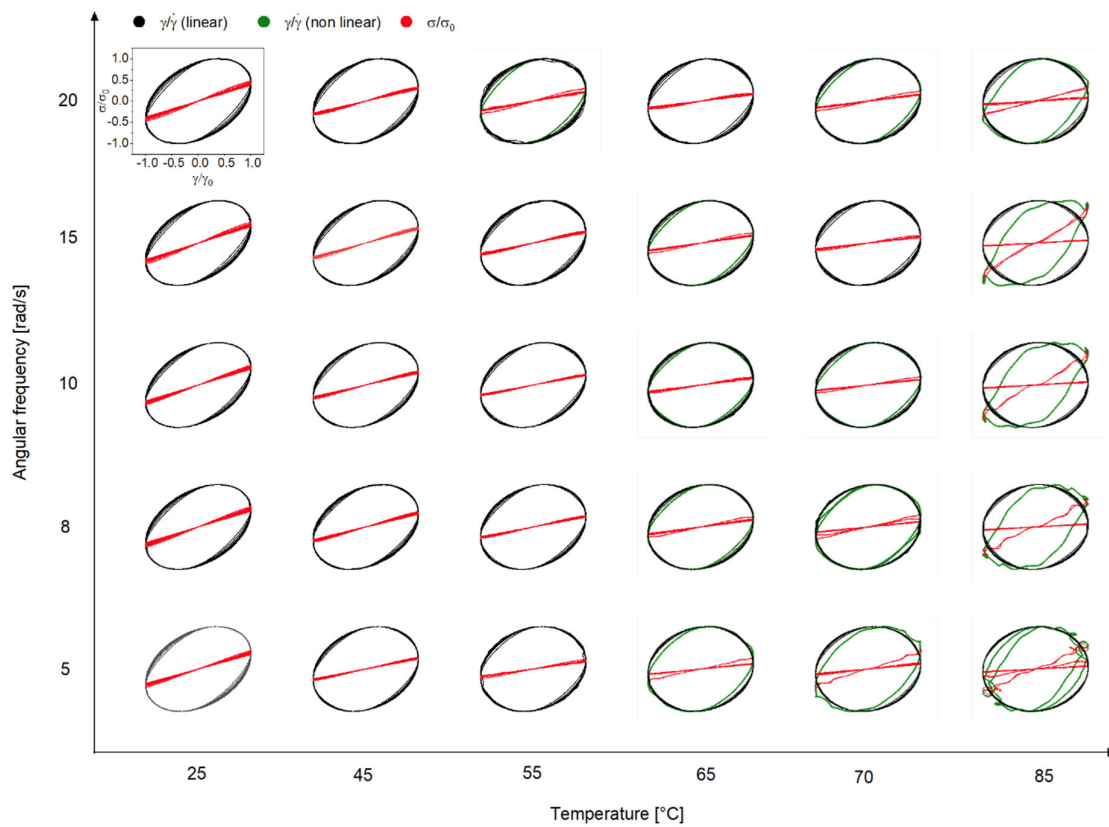 γ/γ̇ (linear) γ/γ̇ (non linear) σ/σ₀
20
σ/σ₀
1.0
0.5
0.0
-0.5
-1.0
-1.0 -0.5 0.0 0.5 1.0
γ/γ₀
15
10
8
5
Angular frequency [rad/s]
25 45 55 65 70 85
Temperature [°C]